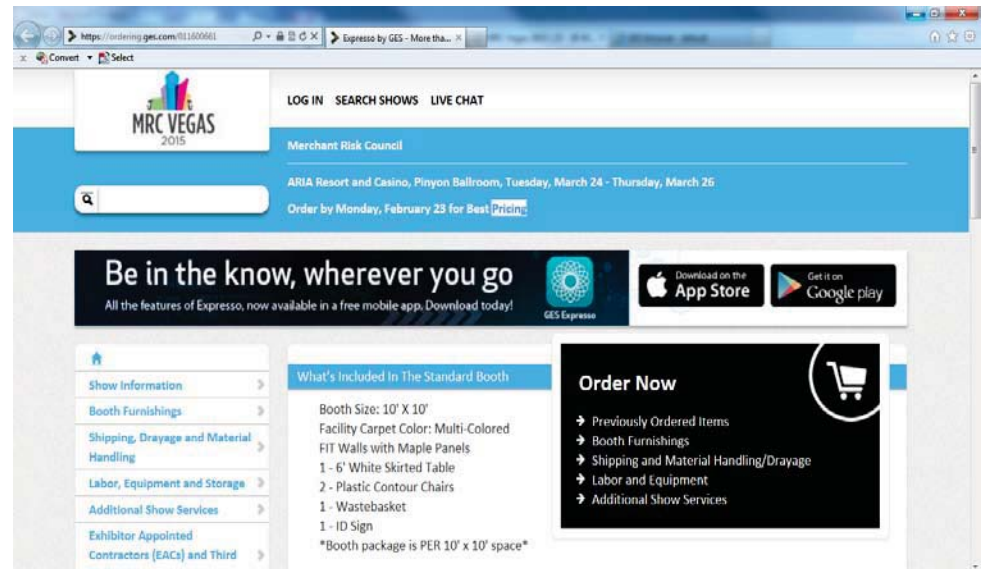 https://ordering.ges.com/011600661
Expresso by GES - More tha...
x Convert Select
MRC VEGAS
2015
LOG IN SEARCH SHOWS LIVE CHAT
Merchant Risk Council
ARIA Resort and Casino, Pinyon Ballroom, Tuesday, March 24 - Thursday, March 26
Order by Monday, February 23 for Best Pricing
Be in the know, wherever you go
All the features of Expresso, now available in a free mobile app. Download today!
GES Expresso
Download on the
App Store
Get it on
Google play
Show Information
Booth Furnishings
Shipping, Drayage and Material
Handling
Labor, Equipment and Storage
Additional Show Services
Exhibitor Appointed
Contractors (EACs) and Third
What's Included In The Standard Booth
Booth Size: 10' X 10'
Facility Carpet Color: Multi-Colored
FIT Walls with Maple Panels
1 - 6' White Skirted Table
2 - Plastic Contour Chairs
1 - Wastebasket
1 - ID Sign
*Booth package is PER 10' x 10' space*
Order Now
Previously Ordered Items
Booth Furnishings
Shipping and Material Handling/Drayage
Labor and Equipment
Additional Show Services